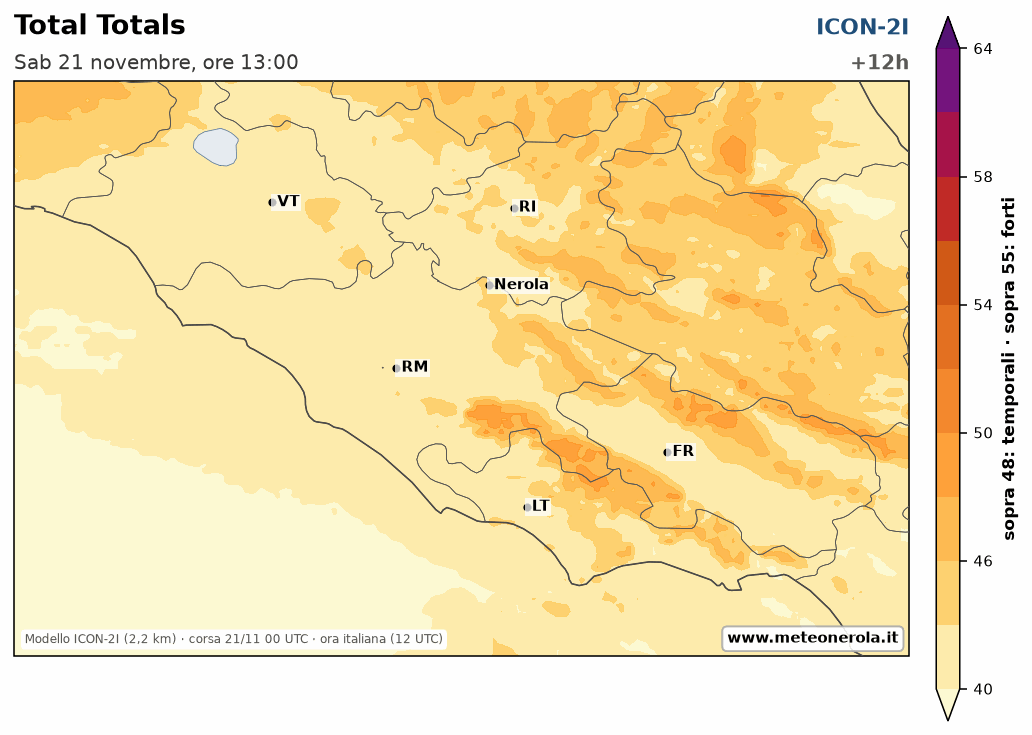 Total Totals
ICON-2I
Sab 21 novembre, ore 13:00
+12h
VT
RI
Nerola
RM
FR
LT
Modello ICON-2I (2,2 km) · corsa 21/11 00 UTC · ora italiana (12 UTC)
www.meteonerola.it
64
58
54
50
46
40
sopra 48: temporali · sopra 55: forti